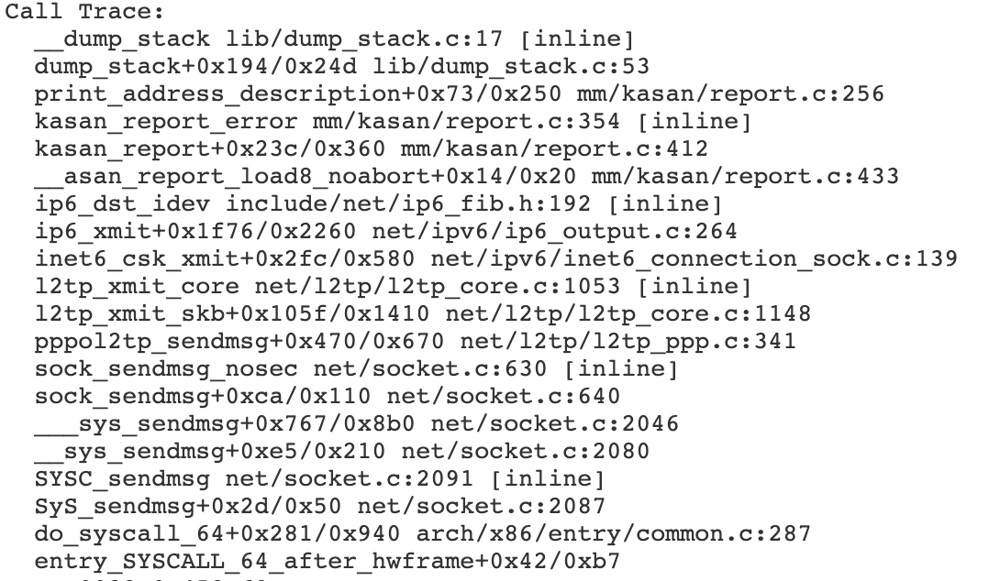 Call Trace:
__dump_stack lib/dump_stack.c:17 [inline]
dump_stack+0x194/0x24d lib/dump_stack.c:53
print_address_description+0x73/0x250 mm/kasan/report.c:256
kasan_report_error mm/kasan/report.c:354 [inline]
kasan_report+0x23c/0x360 mm/kasan/report.c:412
__asan_report_load8_noabort+0x14/0x20 mm/kasan/report.c:433
ip6_dst_idev include/net/ip6_fib.h:192 [inline]
ip6_xmit+0x1f76/0x2260 net/ipv6/ip6_output.c:264
inet6_csk_xmit+0x2fc/0x580 net/ipv6/inet6_connection_sock.c:139
l2tp_xmit_core net/l2tp/l2tp_core.c:1053 [inline]
l2tp_xmit_skb+0x105f/0x1410 net/l2tp/l2tp_core.c:1148
pppol2tp_sendmsg+0x470/0x670 net/l2tp/l2tp_ppp.c:341
sock_sendmsg_nosec net/socket.c:630 [inline]
sock_sendmsg+0xca/0x110 net/socket.c:640
___sys_sendmsg+0x767/0x8b0 net/socket.c:2046
__sys_sendmsg+0xe5/0x210 net/socket.c:2080
SYSC_sendmsg net/socket.c:2091 [inline]
SyS_sendmsg+0x2d/0x50 net/socket.c:2087
do_syscall_64+0x281/0x940 arch/x86/entry/common.c:287
entry_SYSCALL_64_after_hwframe+0x42/0xb7